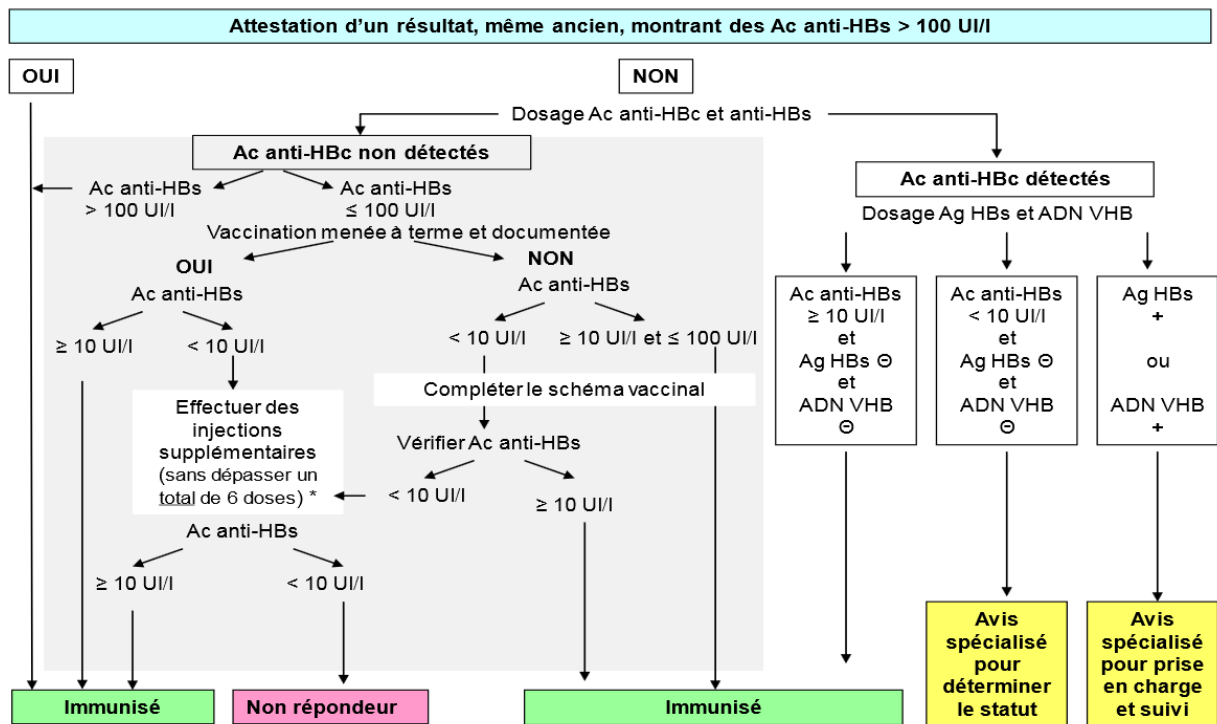 Attestation d'un résultat, même ancien, montrant des Ac anti-HBs > 100 UI/l
OUI
NON
Dosage Ac anti-HBc et anti-HBs
Ac anti-HBc non détectés
Ac anti-HBs
> 100 UI/l
Ac anti-HBs
≤ 100 UI/l
Vaccination menée à terme et documentée
OUI
Ac anti-HBs
≥ 10 UI/l
< 10 UI/l
Effectuer des
injections
supplémentaires
(sans dépasser un
total de 6 doses) *
Ac anti-HBs
≥ 10 UI/l
< 10 UI/l
NON
Ac anti-HBs
< 10 UI/l
≥ 10 UI/l et ≤ 100 UI/l
Compléter le schéma vaccinal
Vérifier Ac anti-HBs
< 10 UI/l
≥ 10 UI/l
Ac anti-HBc détectés
Dosage Ag HBs et ADN VHB
Ac anti-HBs
≥ 10 UI/l
et
Ag HBs Θ
et
ADN VHB
Θ
Ac anti-HBs
< 10 UI/l
et
Ag HBs Θ
et
ADN VHB
Θ
Ag HBs
+
ou
ADN VHB
+
Immunisé
Non répondeur
Immunisé
Avis
spécialisé
pour
déterminer
le statut
Avis
spécialisé
pour prise
en charge
et suivi